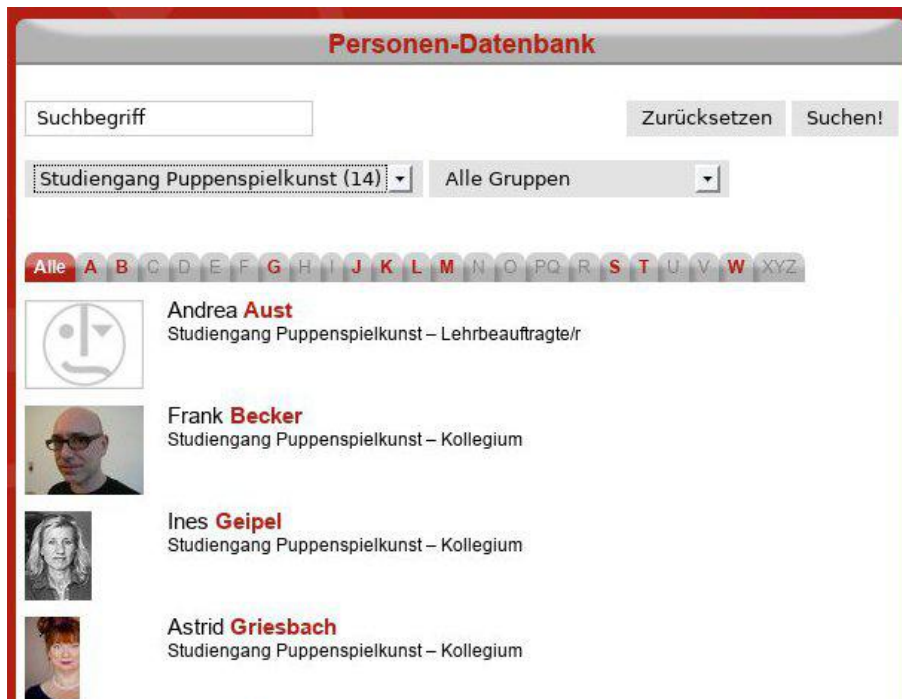 Personen-Datenbank
Suchbegriff Zurücksetzen Suchen!
Studiengang Puppenspielkunst (14) Alle Gruppen
Alle A B C D E F G H I J K L M N O PQ R S T U V W XYZ
Andrea Aust
Studiengang Puppenspielkunst – Lehrbeauftragte/r
Frank Becker
Studiengang Puppenspielkunst – Kollegium
Ines Geipel
Studiengang Puppenspielkunst – Kollegium
Astrid Griesbach
Studiengang Puppenspielkunst – Kollegium